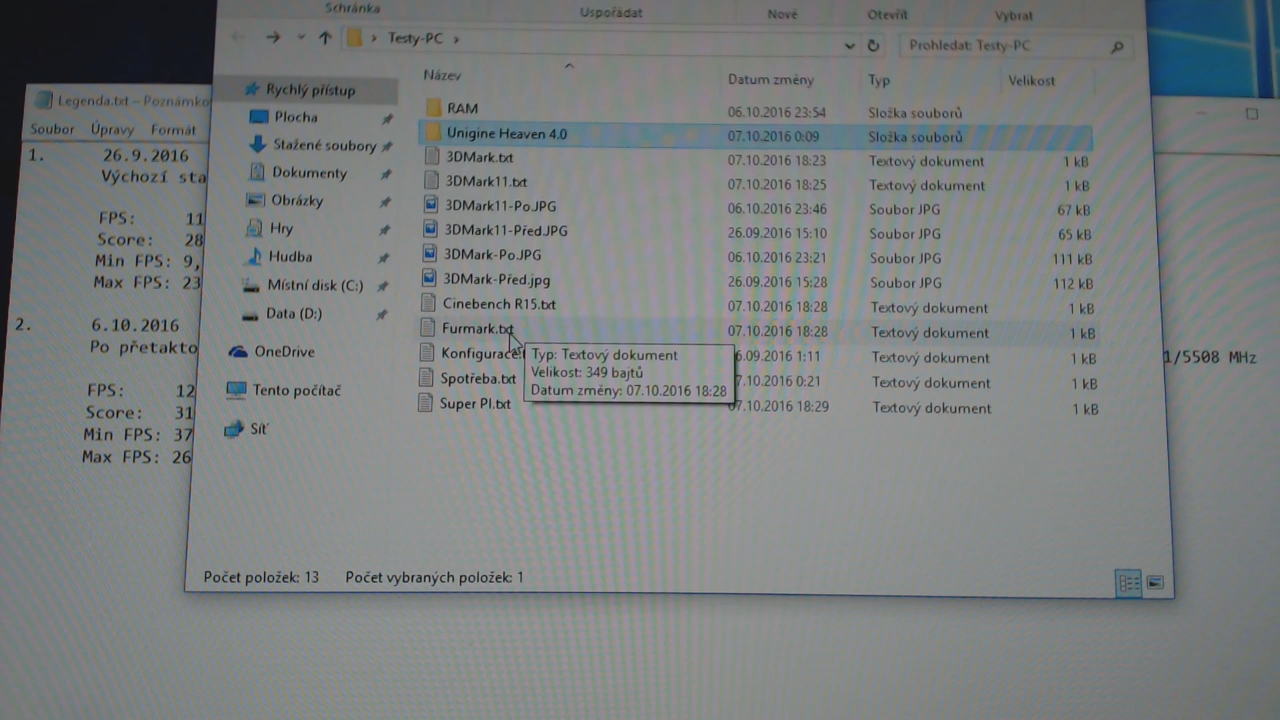 Schránka Uspořádat Nové Otevřít Vybrat
Testy-PC
Prohledat: Testy-PC
Název Datum změny Typ Velikost
Rychlý přístup
Plocha
Stažené soubory
Dokumenty
Obrázky
Hry
Hudba
Místní disk (C:)
Data (D:)
OneDrive
Tento počítač
Síť
RAM 06.10.2016 23:54 Složka souborů
Unigine Heaven 4.0 07.10.2016 0:09 Složka souborů
3DMark.txt 07.10.2016 18:23 Textový dokument 1 kB
3DMark11.txt 07.10.2016 18:25 Textový dokument 1 kB
3DMark11-Po.JPG 06.10.2016 23:46 Soubor JPG 67 kB
3DMark11-Před.JPG 26.09.2016 15:10 Soubor JPG 65 kB
3DMark-Po.JPG 06.10.2016 23:21 Soubor JPG 111 kB
3DMark-Před.jpg 26.09.2016 15:28 Soubor JPG 112 kB
Cinebench R15.txt 07.10.2016 18:28 Textový dokument 1 kB
Furmark.txt 07.10.2016 18:28 Textový dokument 1 kB
Konfigurace 6.09.2016 1:11 Textový dokument 1 kB
Spotřeba.txt 7.10.2016 0:21 Textový dokument 1 kB
Super PI.txt 07.10.2016 18:29 Textový dokument 1 kB
Typ: Textový dokument
Velikost: 349 bajtů
Datum změny: 07.10.2016 18:28
Počet položek: 13 Počet vybraných položek: 1
Legenda.txt – Poznámko
Soubor Úpravy Formát
1. 26.9.2016
Výchozí sta
FPS: 11
Score: 28
Min FPS: 9,
Max FPS: 23
2. 6.10.2016
Po přetakto
1/5508 MHz
FPS: 12
Score: 31
Min FPS: 37
Max FPS: 26